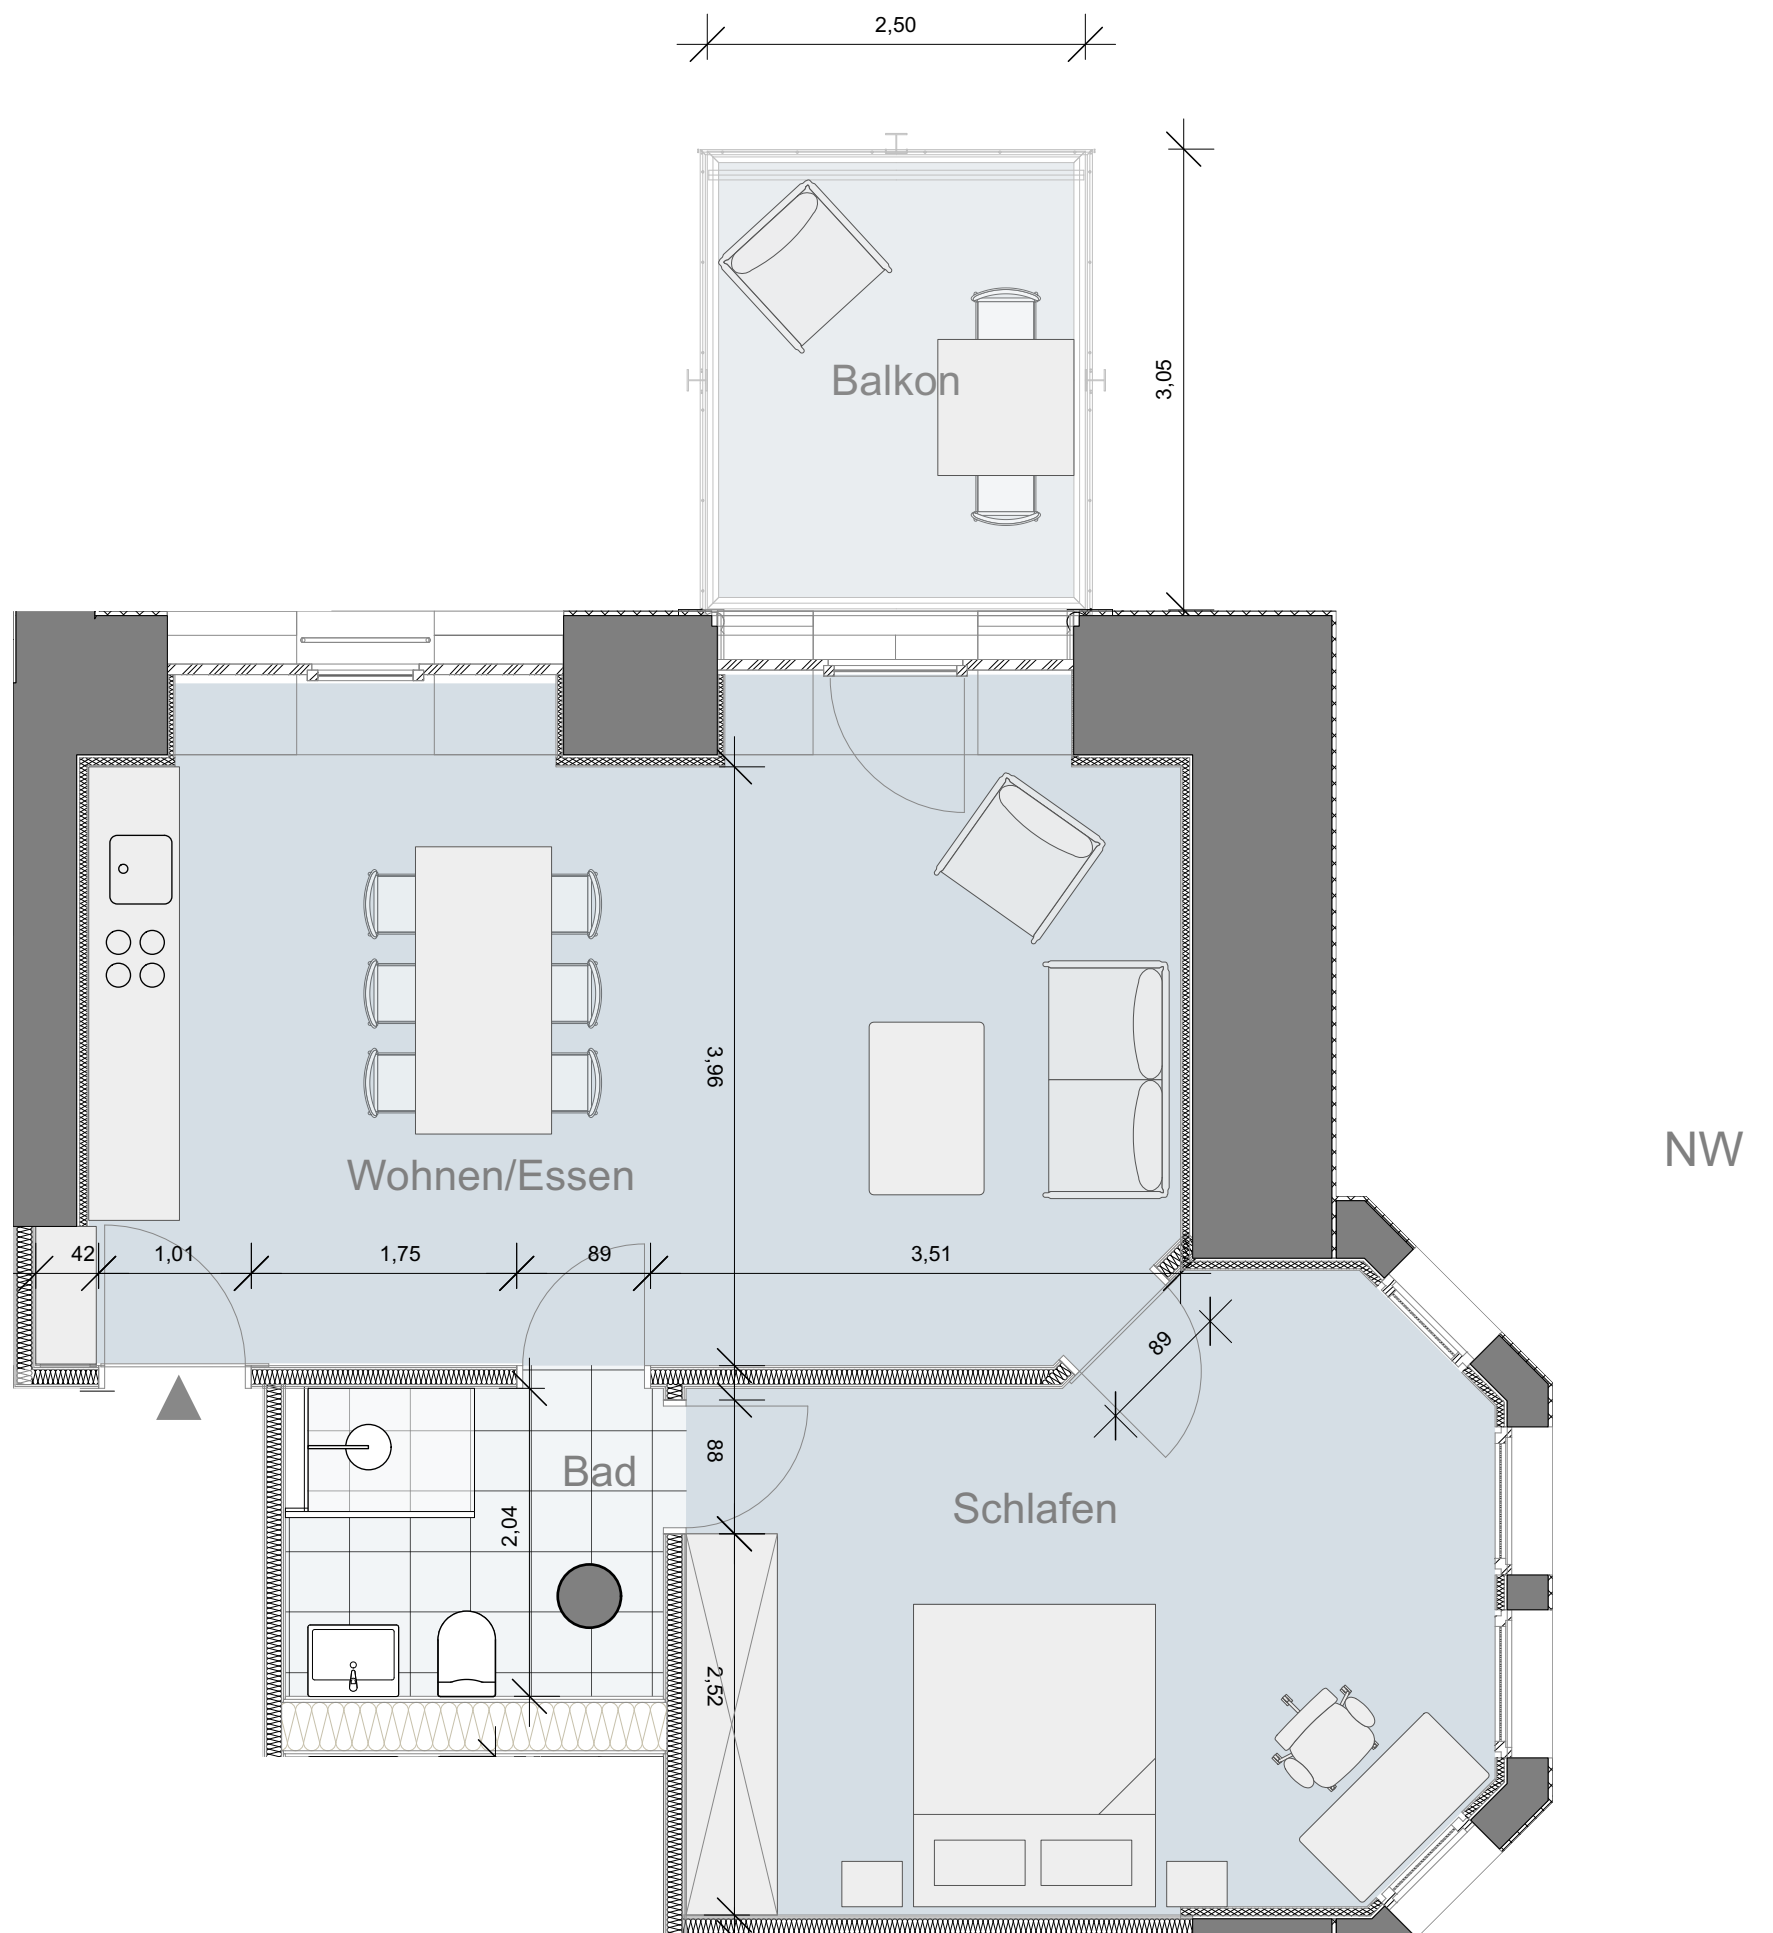 2,50
3,05
Balkon
3,96
NW
Wohnen/Essen
42
1,01
1,75
89
3,51
89
88
Bad
2,04
Schlafen
2,52